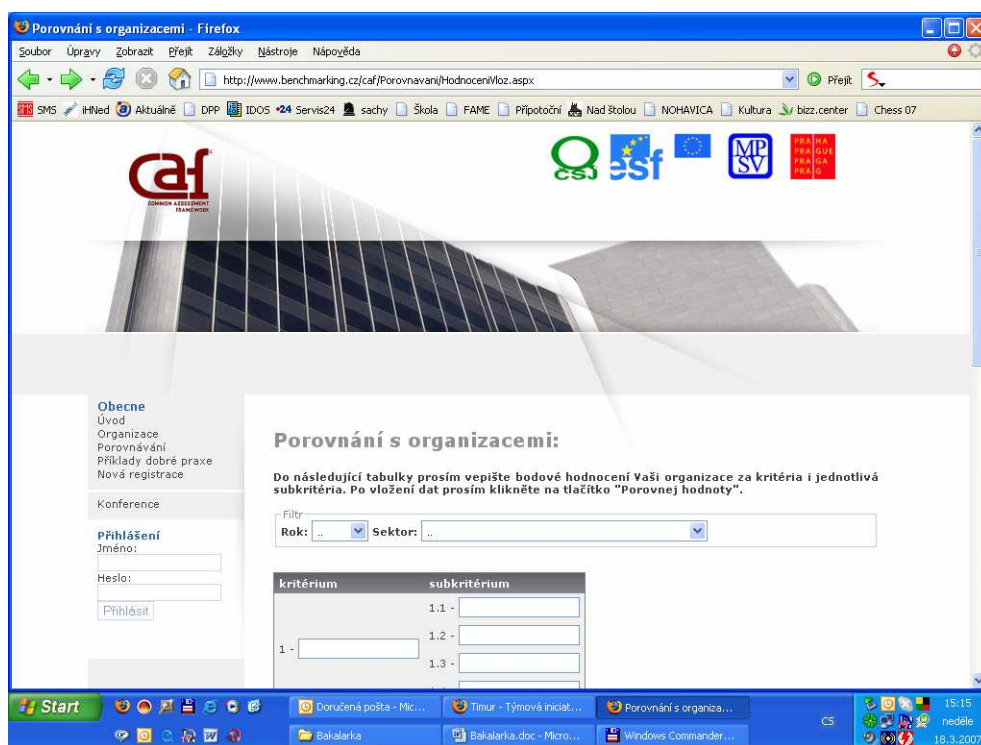 Porovnání s organizacemi - Firefox
Soubor Úpravy Zobrazit Přejít Záložky Nástroje Nápověda
http://www.benchmarking.cz/caf/Porovnavani/HodnoceniVloz.aspx Přejít
SMS iHNed Aktuálně DPP IDOS 24 Servis24 sachy Škola FAME Přípotoční Nad štolou NOHAVICA Kultura bizz.center Chess 07
caf
COMMON ASSESSMENT
FRAMEWORK
CSJ esf MP
SV
PRA HA
PRA GUE
PRA GA
PRA G
Obecne
Úvod
Organizace
Porovnávání
Příklady dobré praxe
Nová registrace
Konference
Přihlášení
Jméno:
Heslo:
Přihlásit
Porovnání s organizacemi:
Do následující tabulky prosím vepište bodové hodnocení Vaši organizace za kritéria i jednotlivá
subkritéria. Po vložení dat prosím klikněte na tlačítko "Porovnej hodnoty".
Filtr
Rok: .. Sektor: ..
kritérium subkritérium
1.1 -
1.2 -
1 -
1.3 -
Start Doručená pošta - Mic... Timur - Týmová iniciat... Porovnání s organiza... 15:15
CS neděle
Bakalarka Bakalarka.doc - Micro... Windows Commander... 18.3.2007